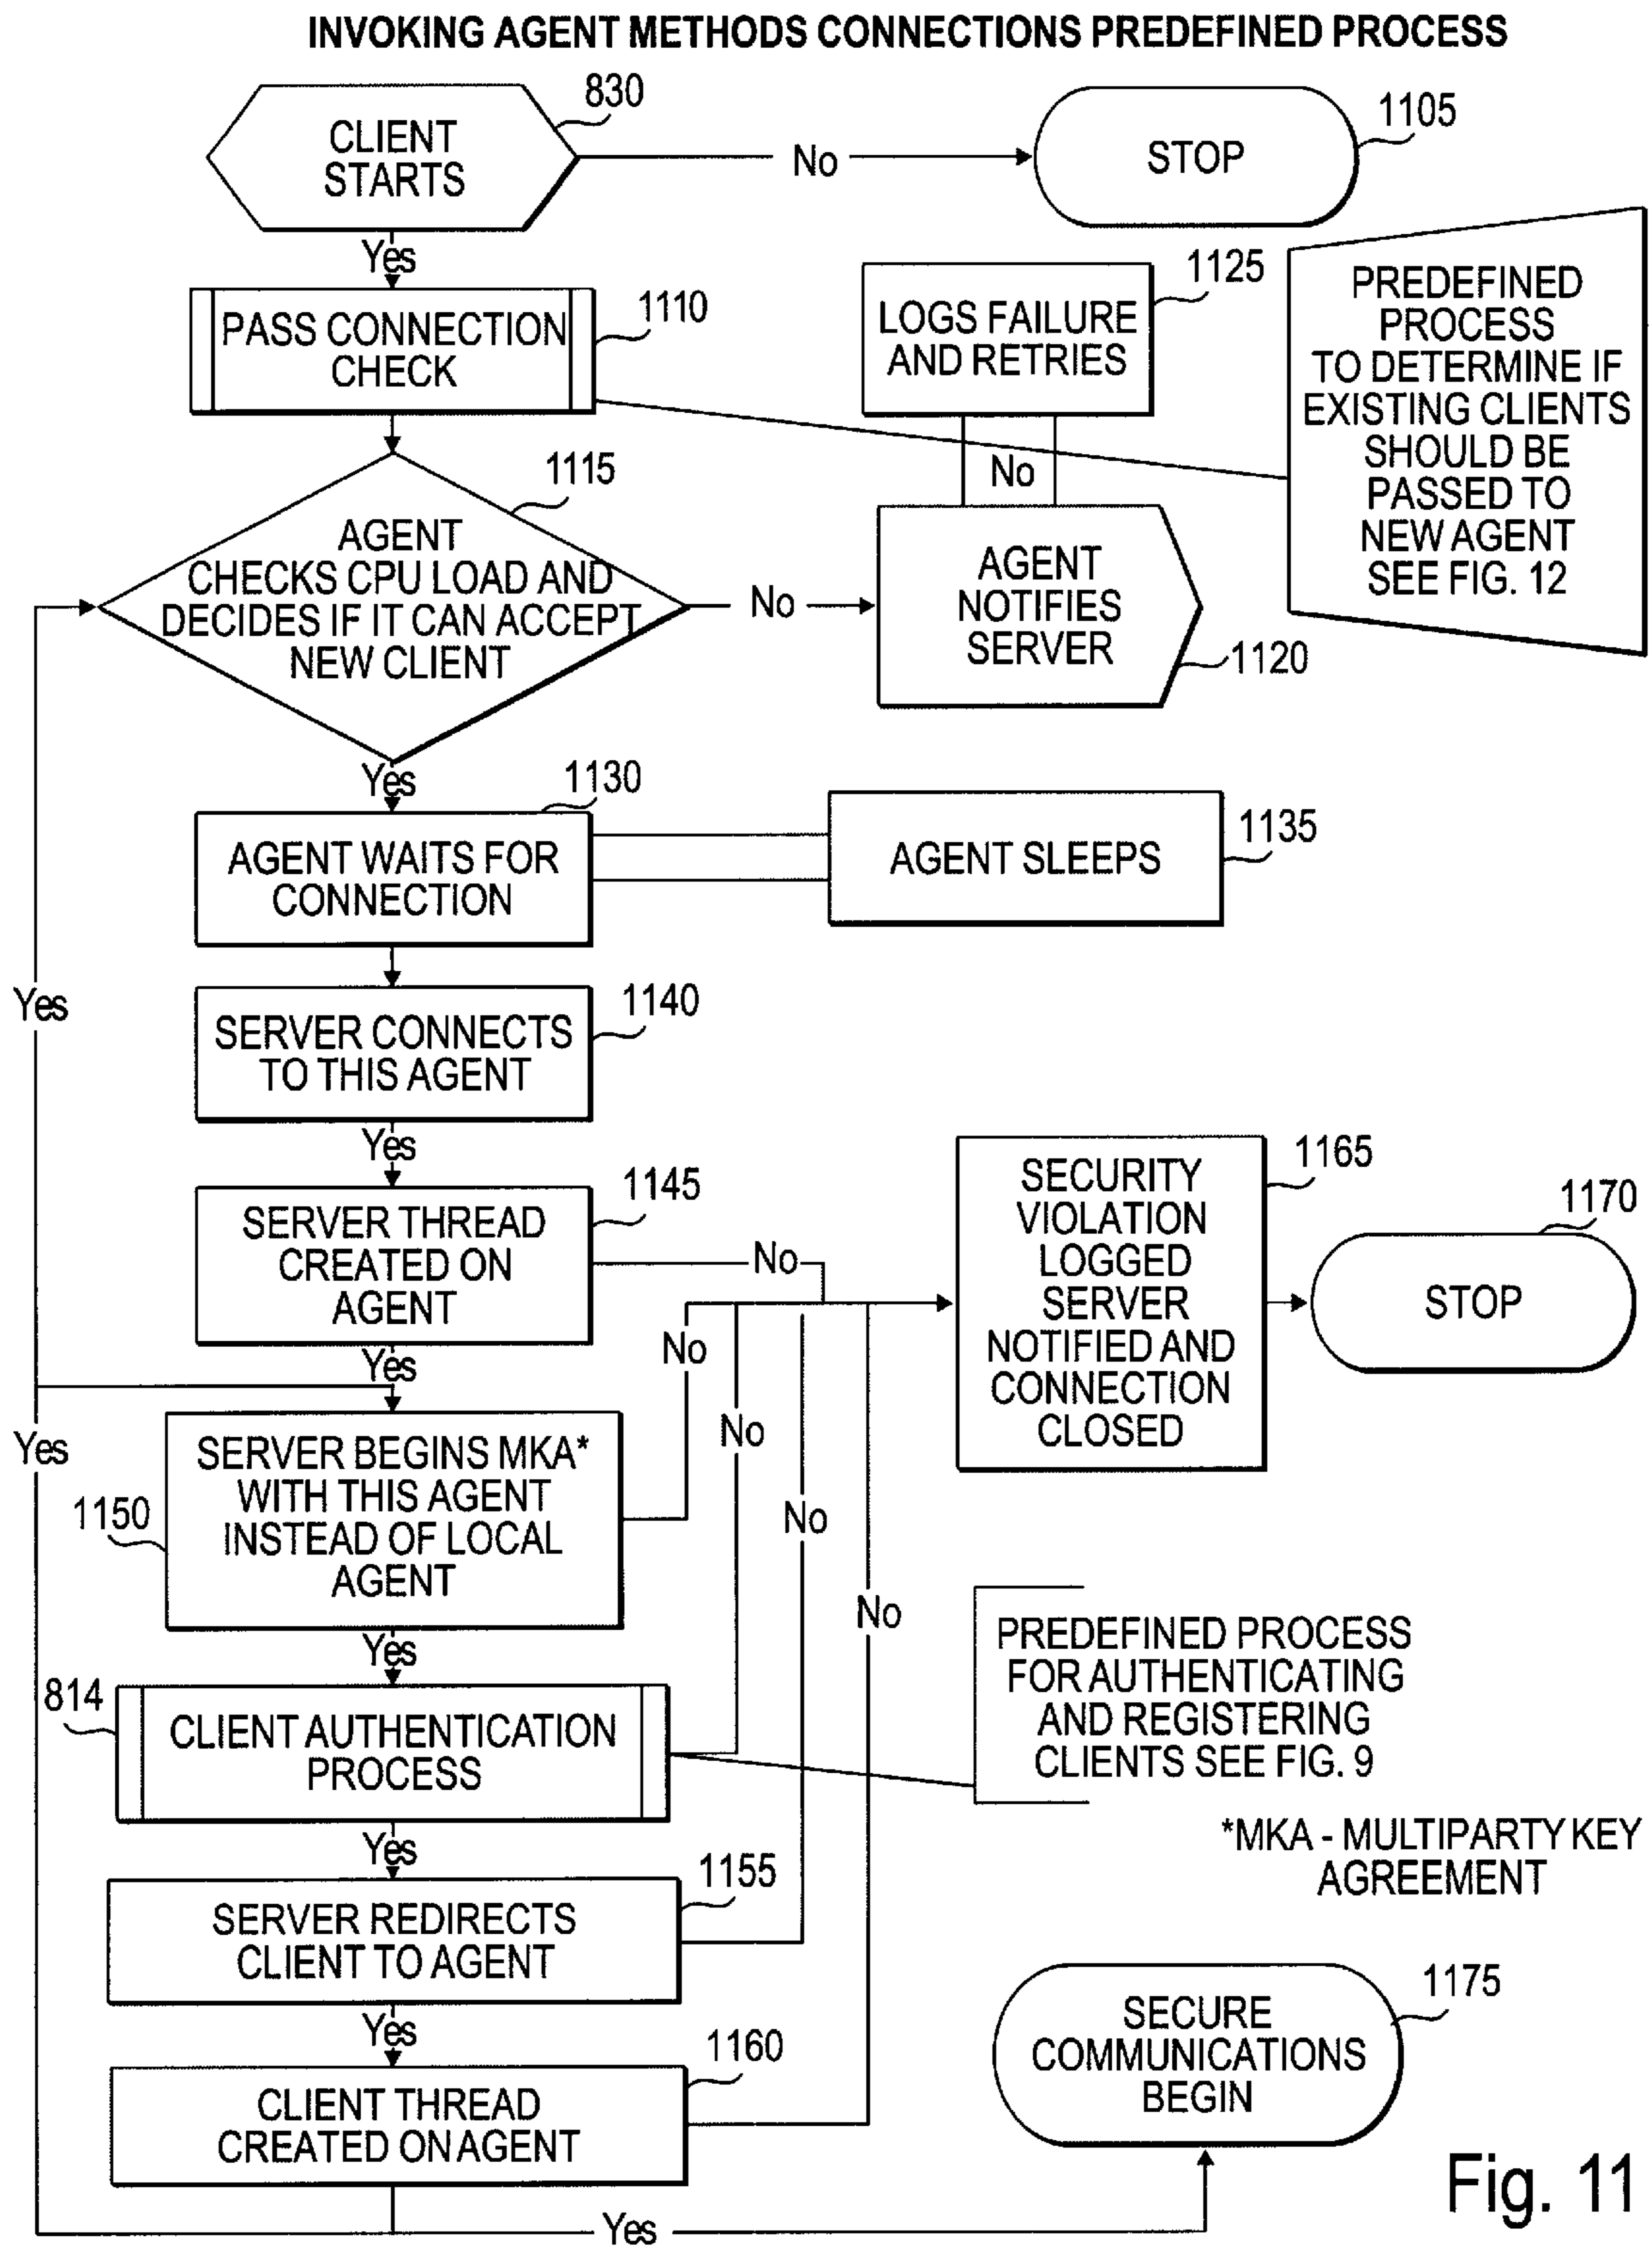 INVOKING AGENT METHODS CONNECTIONS PREDEFINED PROCESS
830
CLIENT
STARTS
No
STOP
1105
Yes
1110
PASS CONNECTION
CHECK
1125
LOGS FAILURE
AND RETRIES
No
PREDEFINED
PROCESS
TO DETERMINE IF
EXISTING CLIENTS
SHOULD BE
PASSED TO
NEW AGENT
SEE FIG. 12
1115
AGENT
CHECKS CPU LOAD AND
DECIDES IF IT CAN ACCEPT
NEW CLIENT
No
AGENT
NOTIFIES
SERVER
1120
Yes
1130
AGENT WAITS FOR
CONNECTION
AGENT SLEEPS
1135
Yes
1140
SERVER CONNECTS
TO THIS AGENT
Yes
1145
SERVER THREAD
CREATED ON
AGENT
No
1165
SECURITY
VIOLATION
LOGGED
SERVER
NOTIFIED AND
CONNECTION
CLOSED
1170
STOP
Yes
No
Yes
No
1150
SERVER BEGINS MKA*
WITH THIS AGENT
INSTEAD OF LOCAL
AGENT
No
No
Yes
814
CLIENT AUTHENTICATION
PROCESS
PREDEFINED PROCESS
FOR AUTHENTICATING
AND REGISTERING
CLIENTS SEE FIG. 9
*MKA - MULTIPARTY KEY
AGREEMENT
Yes
1155
SERVER REDIRECTS
CLIENT TO AGENT
Yes
1160
CLIENT THREAD
CREATED ON AGENT
1175
SECURE
COMMUNICATIONS
BEGIN
Yes
Fig. 11